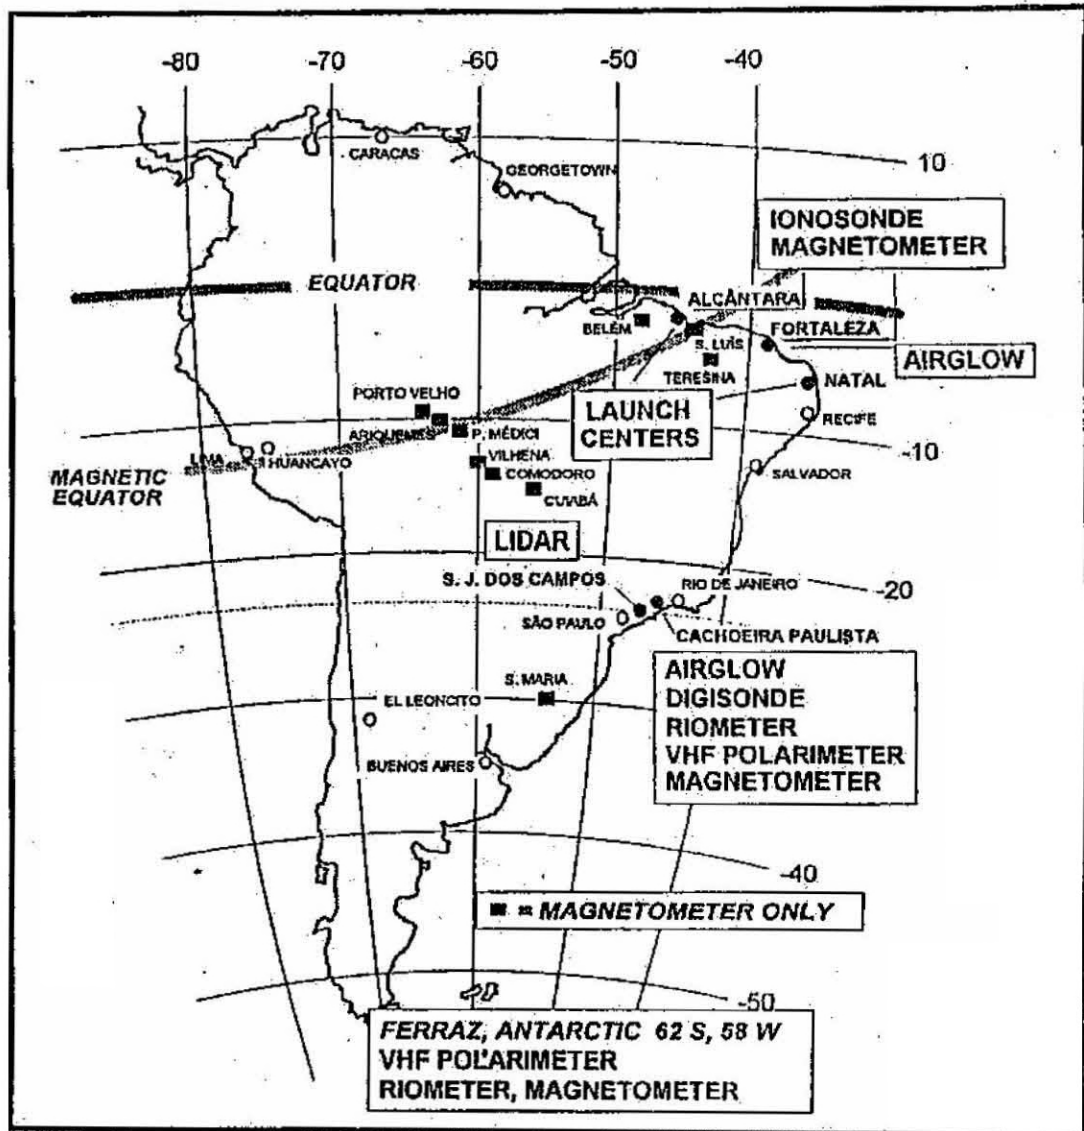 -80 -70 -60 -50 -40
CARACAS
10
GEORGETOWN
IONOSONDE
MAGNETOMETER
EQUATOR
ALCÂNTARA
BELÉM
FORTALEZA
S. LUÍS
AIRGLOW
TERESINA
PORTO VELHO
NATAL
LAUNCH
CENTERS
RECIFE
ARIQUEMES
P. MÉDICI
-10
LIMA
HUANCAYO
VILHENA
MAGNETIC
EQUATOR
COMODORO
SALVADOR
CUIABÁ
LIDAR
S. J. DOS CAMPOS
RIO DE JANEIRO
-20
SÃO PAULO
CACHOEIRA PAULISTA
AIRGLOW
DIGISONDE
RIOMETER
VHF POLARIMETER
MAGNETOMETER
S. MARIA
EL LEONCITO
BUENOS AIRES
-40
= MAGNETOMETER ONLY
-50
FERRAZ, ANTARCTIC 62 S, 58 W
VHF POLARIMETER
RIOMETER, MAGNETOMETER